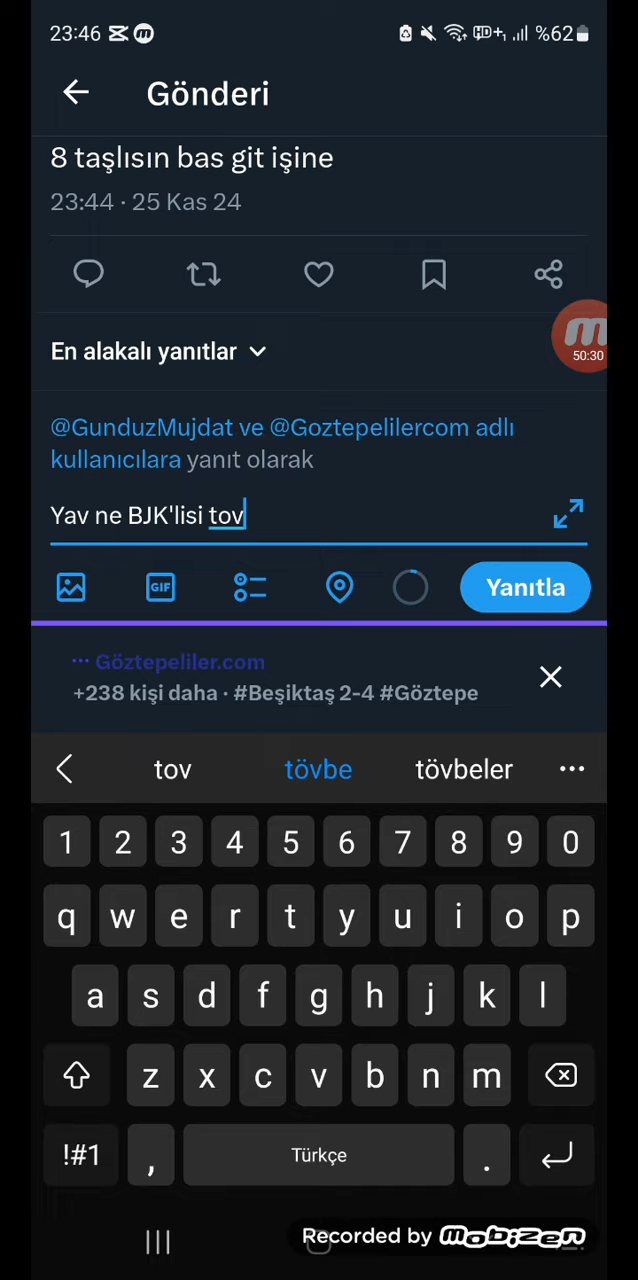 23:46 %62
Gönderi
8 taşlısın bas git işine
23:44 · 25 Kas 24
50:30
En alakalı yanıtlar
@GunduzMujdat ve @Goztepelilercom adlı
kullanıcılara yanıt olarak
Yav ne BJK'lisi tov
GIF Yanıtla
··· Göztepeliler.com
+238 kişi daha · #Beşiktaş 2-4 #Göztepe
tov tövbe tövbeler ···
1 2 3 4 5 6 7 8 9 0
q w e r t y u i o p
a s d f g h j k l
z x c v b n m
!#1 , Türkçe .
Recorded by mobizen